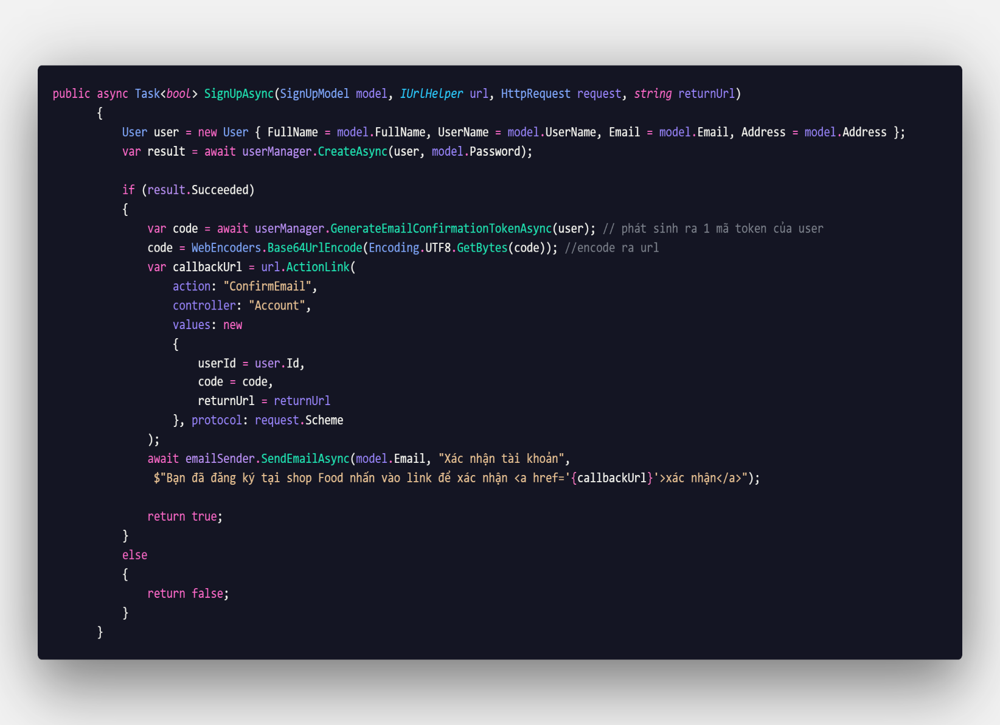 public async Task<bool> SignUpAsync(SignUpModel model, IUrlHelper url, HttpRequest request, string returnUrl)
{
User user = new User { FullName = model.FullName, UserName = model.UserName, Email = model.Email, Address = model.Address };
var result = await userManager.CreateAsync(user, model.Password);
if (result.Succeeded)
{
var code = await userManager.GenerateEmailConfirmationTokenAsync(user); // phát sinh ra 1 mã token của user
code = WebEncoders.Base64UrlEncode(Encoding.UTF8.GetBytes(code)); //encode ra url
var callbackUrl = url.ActionLink(
action: "ConfirmEmail",
controller: "Account",
values: new
{
userId = user.Id,
code = code,
returnUrl = returnUrl
}, protocol: request.Scheme
);
await emailSender.SendEmailAsync(model.Email, "Xác nhận tài khoản",
$"Bạn đã đăng ký tại shop Food nhấn vào link để xác nhận <a href='{callbackUrl}'>xác nhận</a>");
return true;
}
else
{
return false;
}
}